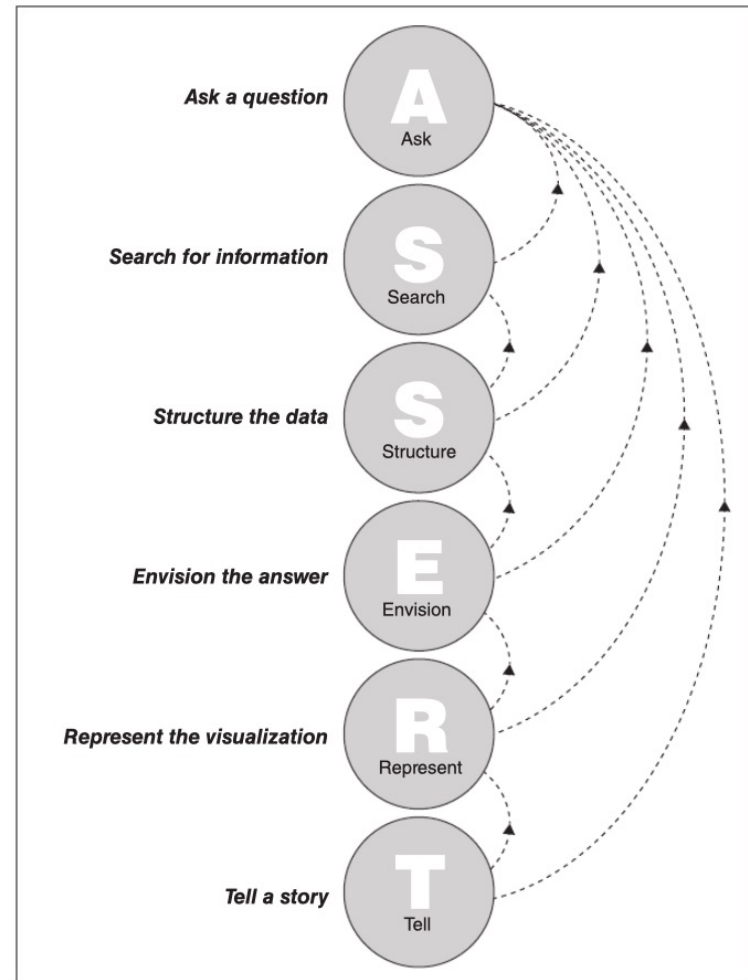 Ask a question
A
Ask
Search for information
S
Search
Structure the data
S
Structure
Envision the answer
E
Envision
Represent the visualization
R
Represent
Tell a story
T
Tell